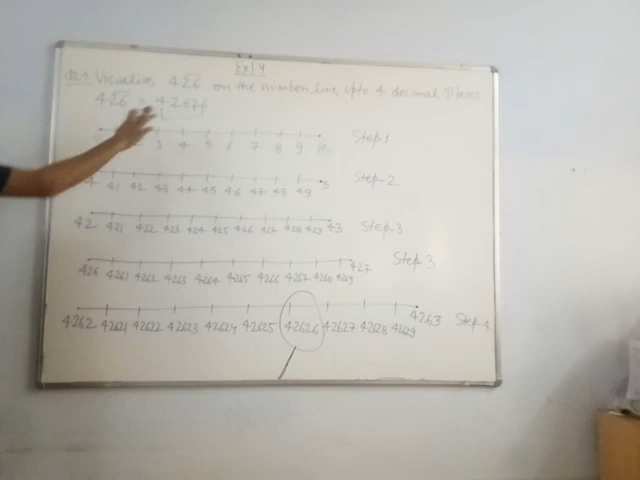 Ex 1.4
Q.2 Visualise, 4.2̅6̅ on the number line, upto 4 decimal Places
4.2̅6̅ = 4.2626
3 4 5 6 7 8 9 10 Step 1
4 4.1 4.2 4.3 4.4 4.5 4.6 4.7 4.8 4.9 5 Step-2
4.2 4.21 4.22 4.23 4.24 4.25 4.26 4.27 4.28 4.29 4.3 Step-3
4.26 4.261 4.262 4.263 4.264 4.265 4.266 4.267 4.268 4.269 4.27 Step-3
4.262 4.2621 4.2622 4.2623 4.2624 4.2625 4.2626 4.2627 4.2628 4.2629 4.263 Step-4